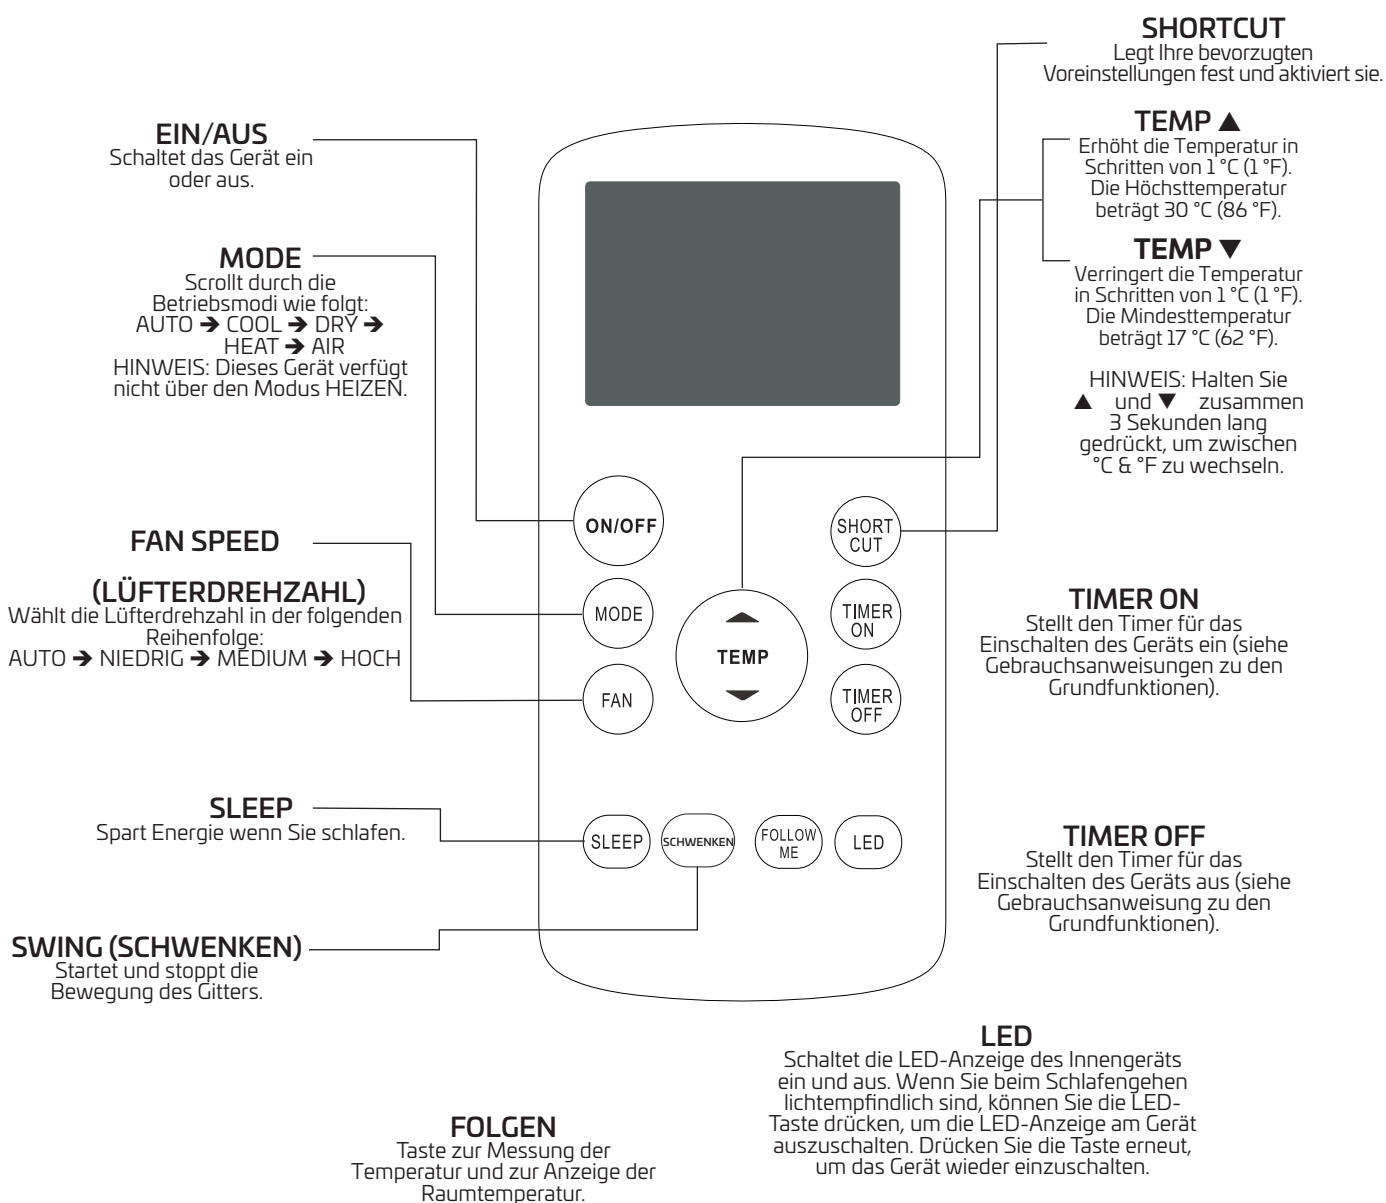 SHORTCUT
Legt Ihre bevorzugten
Voreinstellungen fest und aktiviert sie.
EIN/AUS
Schaltet das Gerät ein
oder aus.
TEMP ▲
Erhöht die Temperatur in
Schritten von 1 °C (1 °F).
Die Höchsttemperatur
beträgt 30 °C (86 °F).
MODE
Scrollt durch die
Betriebsmodi wie folgt:
AUTO ➔ COOL ➔ DRY ➔
HEAT ➔ AIR
HINWEIS: Dieses Gerät verfügt
nicht über den Modus HEIZEN.
TEMP ▼
Verringert die Temperatur
in Schritten von 1 °C (1 °F).
Die Mindesttemperatur
beträgt 17 °C (62 °F).
HINWEIS: Halten Sie
▲ und ▼ zusammen
3 Sekunden lang
gedrückt, um zwischen
°C & °F zu wechseln.
FAN SPEED
(LÜFTERDREHZAHL)
Wählt die Lüfterdrehzahl in der folgenden
Reihenfolge:
AUTO ➔ NIEDRIG ➔ MEDIUM ➔ HOCH
ON/OFF
SHORT
CUT
MODE
TEMP
TIMER
ON
FAN
TIMER
OFF
TIMER ON
Stellt den Timer für das
Einschalten des Geräts ein (siehe
Gebrauchsanweisungen zu den
Grundfunktionen).
SLEEP
Spart Energie wenn Sie schlafen.
SLEEP
SCHWENKEN
FOLLOW
ME
LED
TIMER OFF
Stellt den Timer für das
Einschalten des Geräts aus (siehe
Gebrauchsanweisung zu den
Grundfunktionen).
SWING (SCHWENKEN)
Startet und stoppt die
Bewegung des Gitters.
LED
Schaltet die LED-Anzeige des Innengeräts
ein und aus. Wenn Sie beim Schlafengehen
lichtempfindlich sind, können Sie die LED-
Taste drücken, um die LED-Anzeige am Gerät
auszuschalten. Drücken Sie die Taste erneut,
um das Gerät wieder einzuschalten.
FOLGEN
Taste zur Messung der
Temperatur und zur Anzeige der
Raumtemperatur.